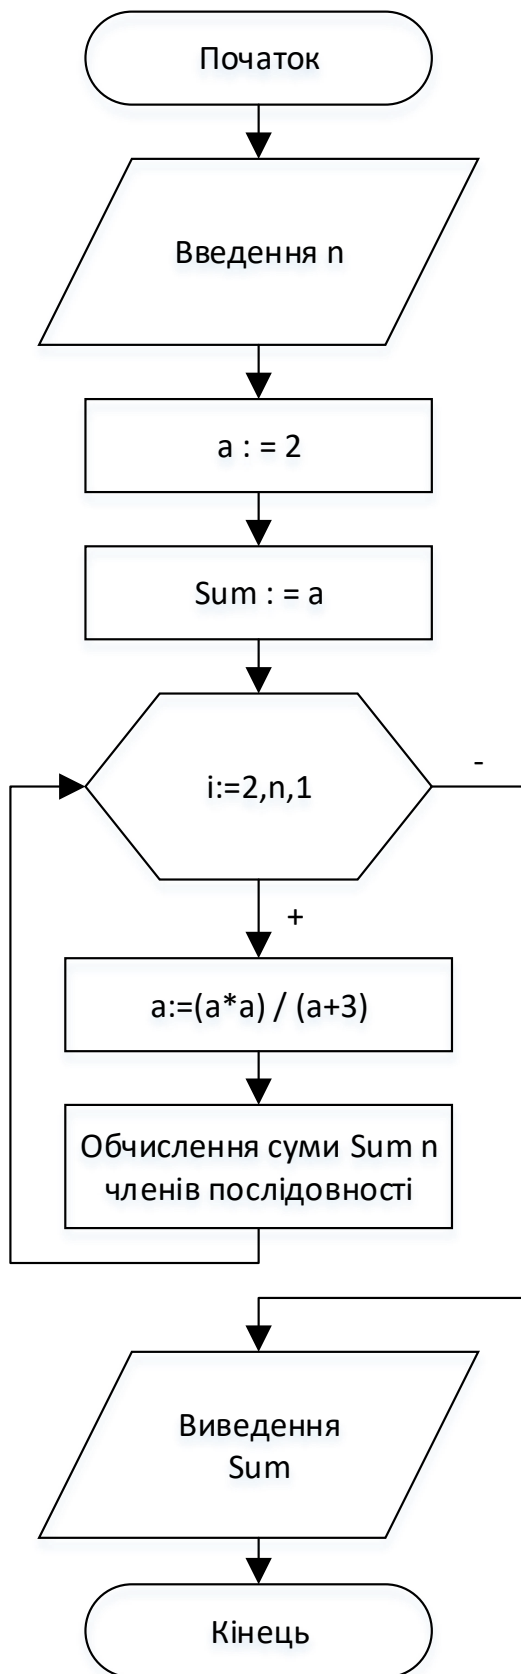 Початок
Введення n
a : = 2
Sum : = a
i:=2,n,1
-
+
a:=(a*a) / (a+3)
Обчислення суми Sum n
членів послідовності
Виведення
Sum
Кінець